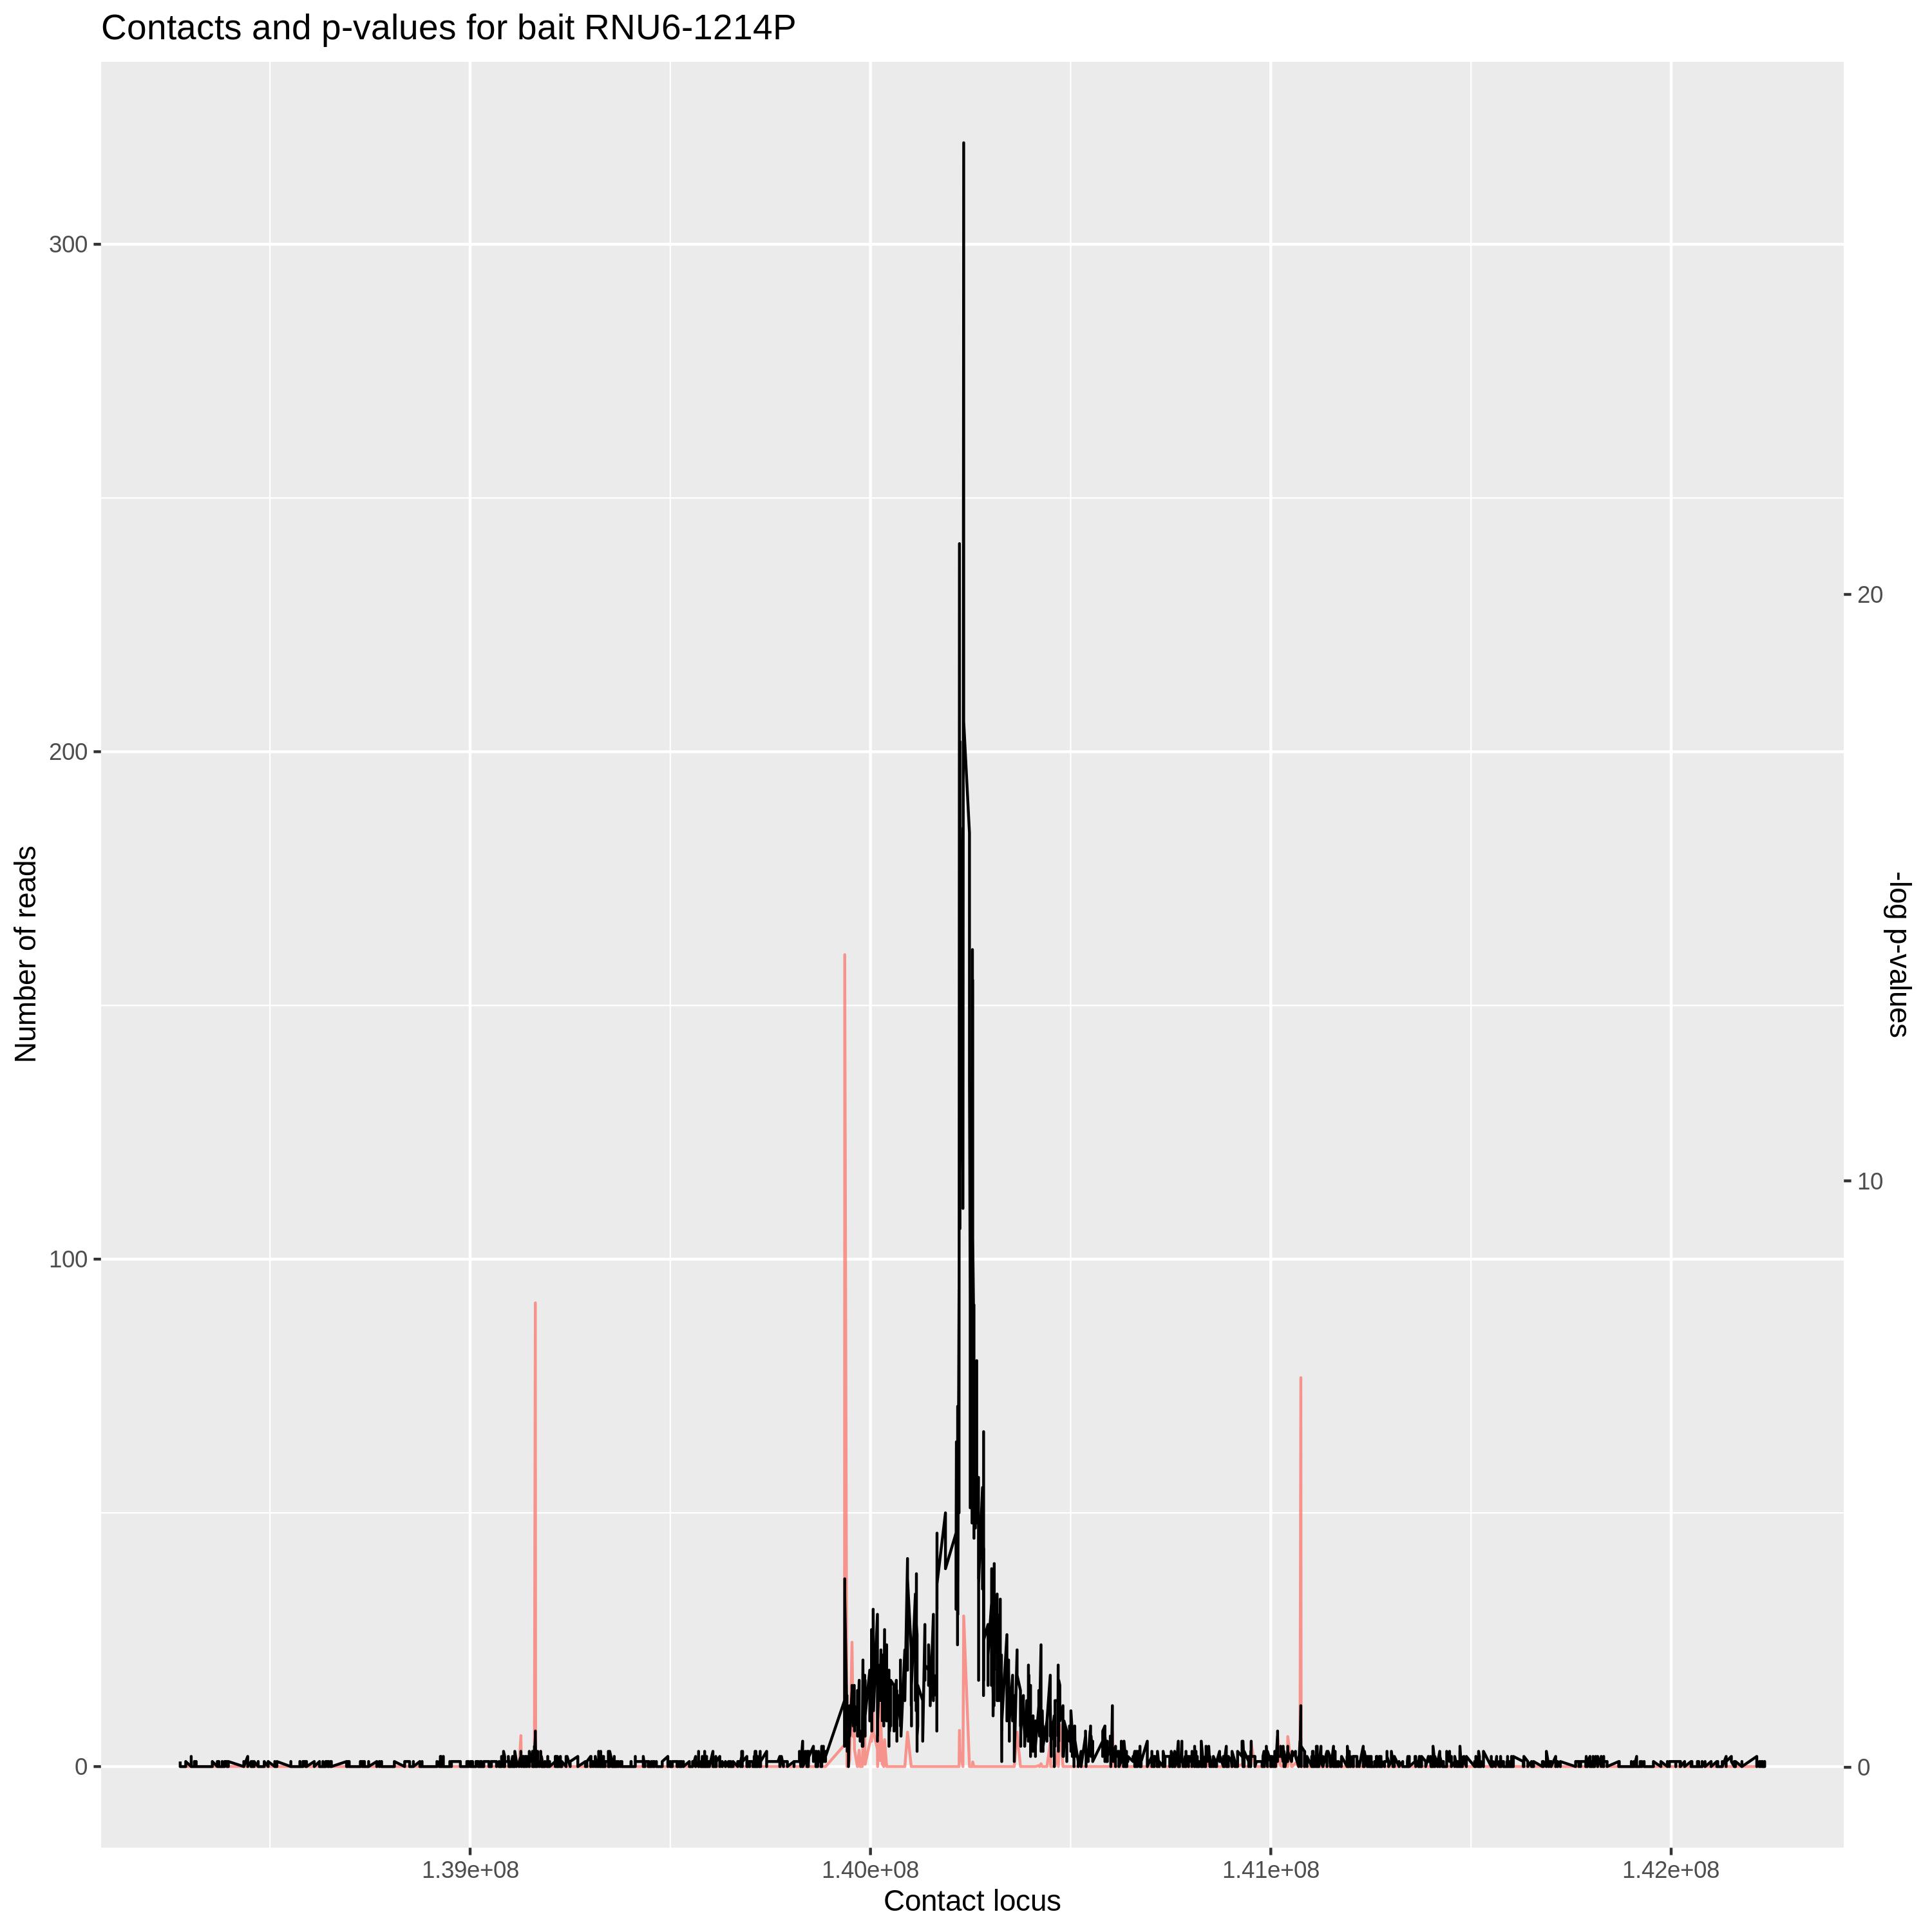 Contacts and p-values for bait RNU6-1214P
300
200
100
0
Number of reads
20
10
0
-log p-values
1.39e+08
1.40e+08
1.41e+08
1.42e+08
Contact locus